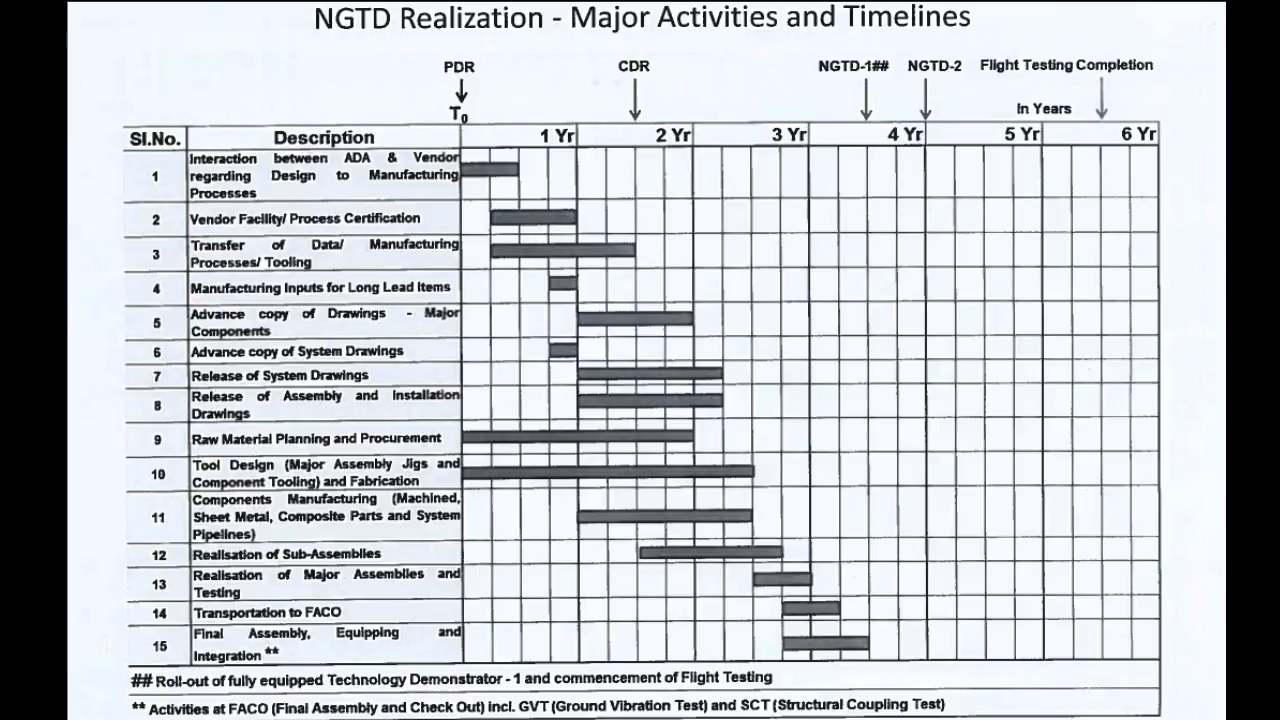 NGTD Realization - Major Activities and Timelines
PDR
CDR
NGTD-1##
NGTD-2
Flight Testing Completion
T0
In Years
Sl.No.
Description
1 Yr
2 Yr
3 Yr
4 Yr
5 Yr
6 Yr
1
Interaction between ADA & Vendor
regarding Design to Manufacturing
Processes
2
Vendor Facility/ Process Certification
3
Transfer of Data/ Manufacturing
Processes/ Tooling
4
Manufacturing Inputs for Long Lead Items
5
Advance copy of Drawings - Major
Components
6
Advance copy of System Drawings
7
Release of System Drawings
8
Release of Assembly and Installation
Drawings
9
Raw Material Planning and Procurement
10
Tool Design (Major Assembly Jigs and
Component Tooling) and Fabrication
11
Components Manufacturing (Machined,
Sheet Metal, Composite Parts and System
Pipelines)
12
Realisation of Sub-Assemblies
13
Realisation of Major Assemblies and
Testing
14
Transportation to FACO
15
Final Assembly, Equipping and
Integration **
## Roll-out of fully equipped Technology Demonstrator - 1 and commencement of Flight Testing
** Activities at FACO (Final Assembly and Check Out) incl. GVT (Ground Vibration Test) and SCT (Structural Coupling Test)